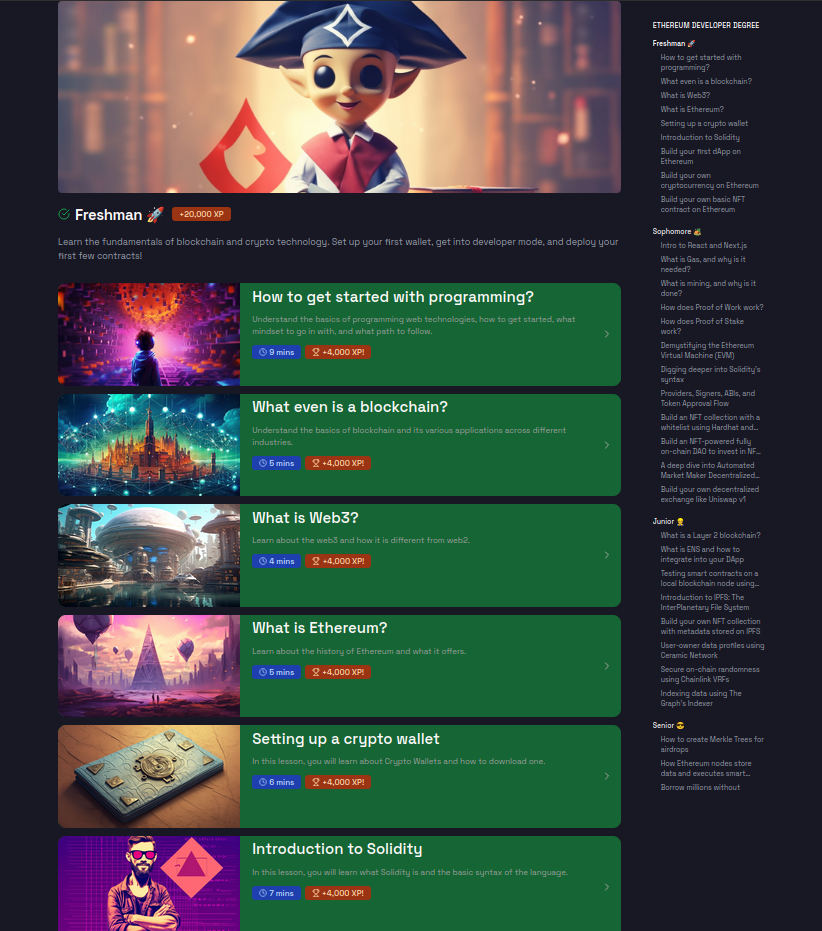 Freshman 🚀 +20,000 XP
Learn the fundamentals of blockchain and crypto technology. Set up your first wallet, get into developer mode, and deploy your
first few contracts!
How to get started with programming?
Understand the basics of programming web technologies, how to get started, what
mindset to go in with, and what path to follow.
9 mins +4,000 XP!
What even is a blockchain?
Understand the basics of blockchain and its various applications across different
industries.
5 mins +4,000 XP!
What is Web3?
Learn about the web3 and how it is different from web2.
4 mins +4,000 XP!
What is Ethereum?
Learn about the history of Ethereum and what it offers.
5 mins +4,000 XP!
Setting up a crypto wallet
In this lesson, you will learn about Crypto Wallets and how to download one.
6 mins +4,000 XP!
Introduction to Solidity
In this lesson, you will learn what Solidity is and the basic syntax of the language.
7 mins +4,000 XP!
ETHEREUM DEVELOPER DEGREE
Freshman 🚀
How to get started with
programming?
What even is a blockchain?
What is Web3?
What is Ethereum?
Setting up a crypto wallet
Introduction to Solidity
Build your first dApp on
Ethereum
Build your own
cryptocurrency on Ethereum
Build your own basic NFT
contract on Ethereum
Sophomore 🏕️
Intro to React and Next.js
What is Gas, and why is it
needed?
What is mining, and why is it
done?
How does Proof of Work work?
How does Proof of Stake
work?
Demystifying the Ethereum
Virtual Machine (EVM)
Digging deeper into Solidity's
syntax
Providers, Signers, ABIs, and
Token Approval Flow
Build an NFT collection with a
whitelist using Hardhat and…
Build an NFT-powered fully
on-chain DAO to invest in NF…
A deep dive into Automated
Market Maker Decentralized…
Build your own decentralized
exchange like Uniswap v1
Junior 👷
What is a Layer 2 blockchain?
What is ENS and how to
integrate into your DApp
Testing smart contracts on a
local blockchain node using…
Introduction to IPFS: The
InterPlanetary File System
Build your own NFT collection
with metadata stored on IPFS
User-owner data profiles using
Ceramic Network
Secure on-chain randomness
using Chainlink VRFs
Indexing data using The
Graph's Indexer
Senior 😎
How to create Merkle Trees for
airdrops
How Ethereum nodes store
data and executes smart…
Borrow millions without